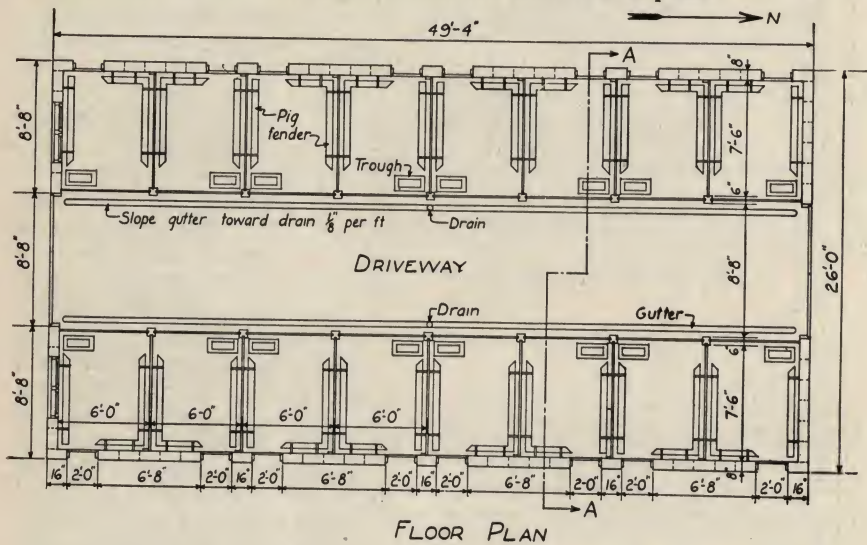 N
49'-4"
A
8"
8'-8"
Pig
fender
7'-6"
Trough
6"
Slope gutter toward drain ⅛" per ft
Drain
8'-8"
DRIVEWAY
8'-8"
26'-0"
Drain
Gutter
6"
8'-8"
6'-0"
6'-0"
6'-0"
6'-0"
7'-6"
8"
16"
2'-0"
6'-8"
2'-0"
16"
2'-0"
6'-8"
2'-0"
16"
2'-0"
6'-8"
2'-0"
16"
2'-0"
6'-8"
2'-0"
16"
A
FLOOR PLAN